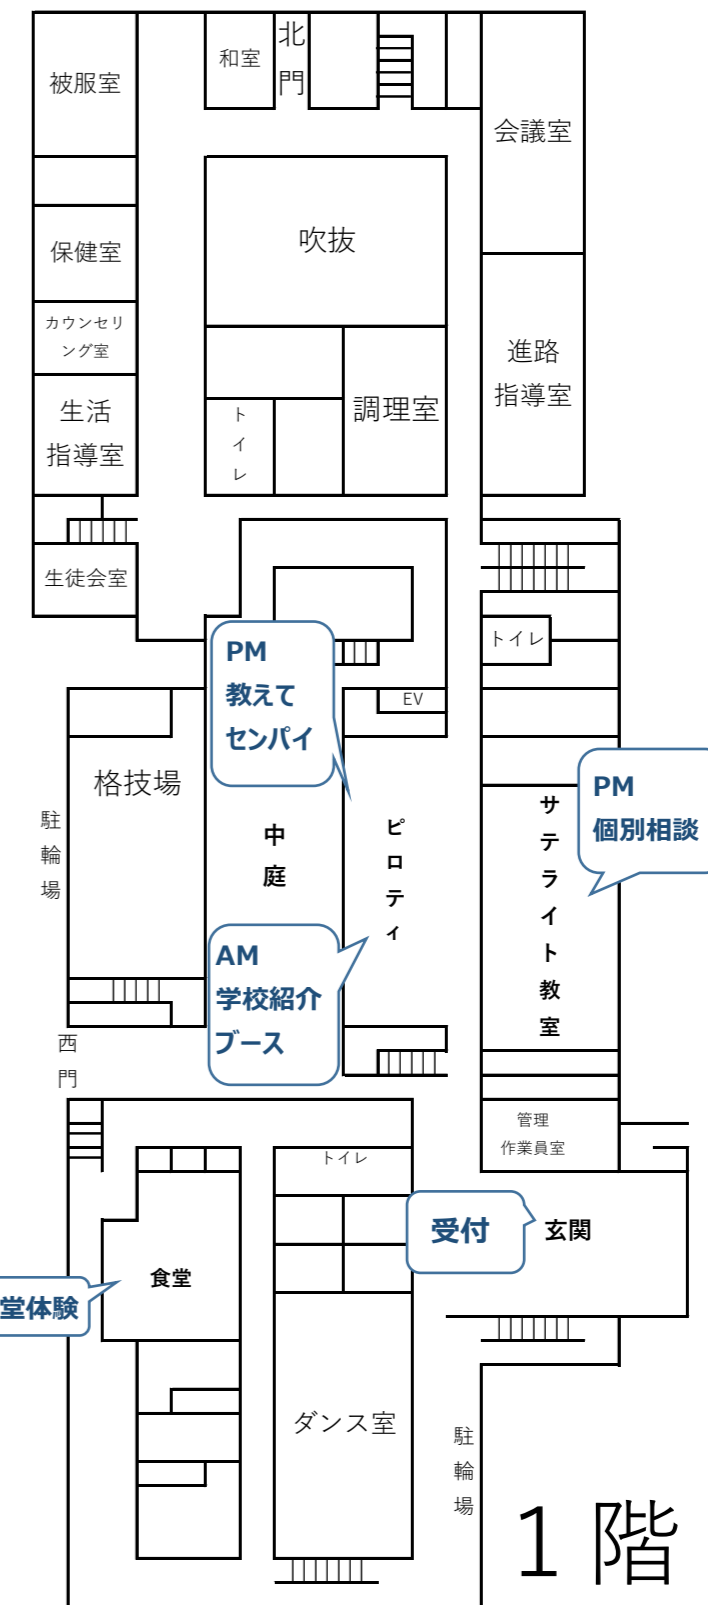 被服室
和室
北
門
会議室
保健室
吹抜
カウンセリ
ング室
進路
指導室
生活
指導室
調理室
トイレ
生徒会室
トイレ
PM
教えて
センパイ
EV
格技場
駐輪場
中庭
ピロティ
サテライト教室
PM
個別相談
AM
学校紹介
ブース
西
門
管理
作業員室
トイレ
受付
玄関
食堂
堂体験
ダンス室
駐輪場
1階